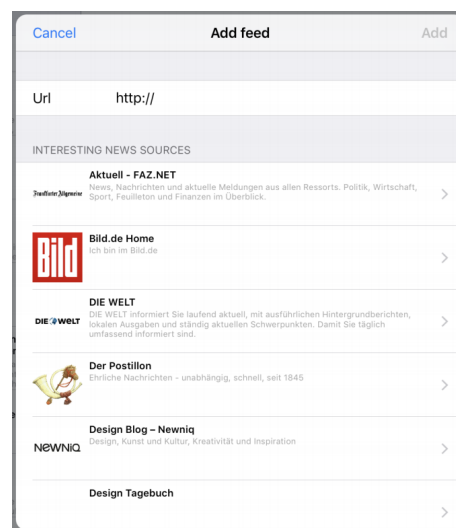 Cancel
Add feed
Add
Url
http://
INTERESTING NEWS SOURCES
Aktuell - FAZ.NET
Frankfurter Allgemeine
News, Nachrichten und aktuelle Meldungen aus allen Ressorts. Politik, Wirtschaft,
Sport, Feuilleton und Finanzen im Überblick.
Bild
Bild.de Home
Ich bin im Bild.de
DIE WELT
DIE WELT
DIE WELT informiert Sie laufend aktuell, mit ausführlichen Hintergrundberichten,
lokalen Ausgaben und ständig aktuellen Schwerpunkten. Damit Sie täglich
umfassend informiert sind.
Der Postillon
Ehrliche Nachrichten - unabhängig, schnell, seit 1845
Design Blog – Newniq
NEWNIQ
Design, Kunst und Kultur, Kreativität und Inspiration
Design Tagebuch